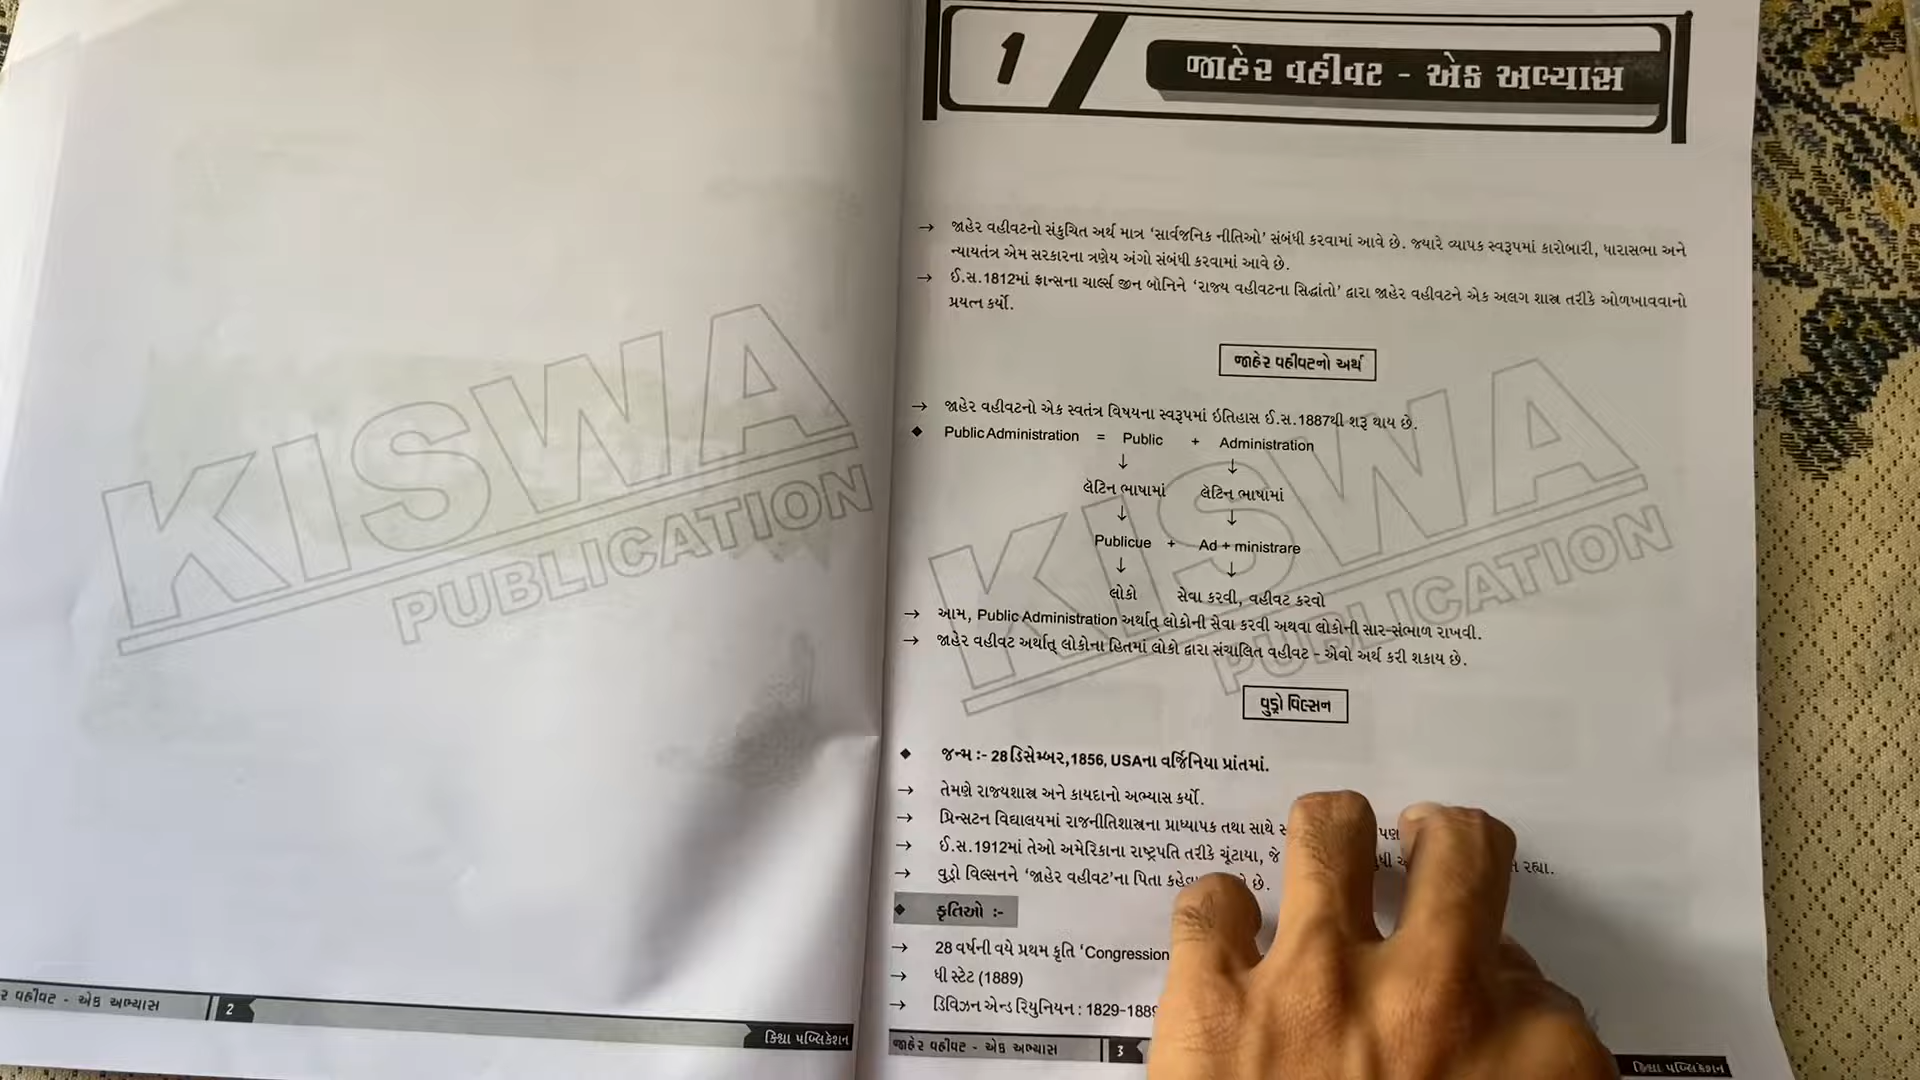 KISWA
PUBLICATION
એક અભ્યાસ
2
કિશ્વા પબ્લિકેશન
1
જાહેર વહીવટ - એક અભ્યાસ
→ જાહેર વહીવટનો સંકુચિત અર્થ માત્ર ‘સાર્વજનિક નીતિઓ’ સંબંધી કરવામાં આવે છે. જ્યારે વ્યાપક સ્વરૂપમાં કારોબારી, ધારાસભા અને
ન્યાયતંત્ર એમ સરકારના ત્રણેય અંગો સંબંધી કરવામાં આવે છે.
→ ઈ.સ.1812માં ફ્રાન્સના ચાર્લ્સ જીન બૉનિને ‘રાજ્ય વહીવટના સિદ્ધાંતો’ દ્વારા જાહેર વહીવટને એક અલગ શાસ્ત્ર તરીકે ઓળખાવવાનો
પ્રયત્ન કર્યો.
જાહેર વહીવટનો અર્થ
→ જાહેર વહીવટનો એક સ્વતંત્ર વિષયના સ્વરૂપમાં ઇતિહાસ ઈ.સ.1887થી શરૂ થાય છે.
◆ Public Administration = Public + Administration
↓ ↓
લૅટિન ભાષામાં લૅટિન ભાષામાં
↓ ↓
Publicue + Ad + ministrare
↓ ↓
લોકો સેવા કરવી, વહીવટ કરવો
→ આમ, Public Administration અર્થાત્ લોકોની સેવા કરવી અથવા લોકોની સાર-સંભાળ રાખવી.
→ જાહેર વહીવટ અર્થાત્ લોકોના હિતમાં લોકો દ્વારા સંચાલિત વહીવટ - એવો અર્થ કરી શકાય છે.
KISWA
PUBLICATION
વુડ્રો વિલ્સન
◆ જન્મ :- 28 ડિસેમ્બર, 1856, USAના વર્જિનિયા પ્રાંતમાં.
→ તેમણે રાજ્યશાસ્ત્ર અને કાયદાનો અભ્યાસ કર્યો.
→ પ્રિન્સટન વિદ્યાલયમાં રાજનીતિશાસ્ત્રના પ્રાધ્યાપક તથા સાથે પણ
→ ઈ.સ.1912માં તેઓ અમેરિકાના રાષ્ટ્રપતિ તરીકે ચૂંટાયા, જે રહ્યા.
→ વુડ્રો વિલ્સનને ‘જાહેર વહીવટ’ના પિતા છે.
◆ કૃતિઓ :-
→ 28 વર્ષની વયે પ્રથમ કૃતિ ‘Congression
→ ધી સ્ટેટ (1889)
→ ડિવિઝન એન્ડ રિયુનિયન : 1829-188
જાહેર વહીવટ - એક અભ્યાસ
3
કિશ્વા પબ્લિકેશન